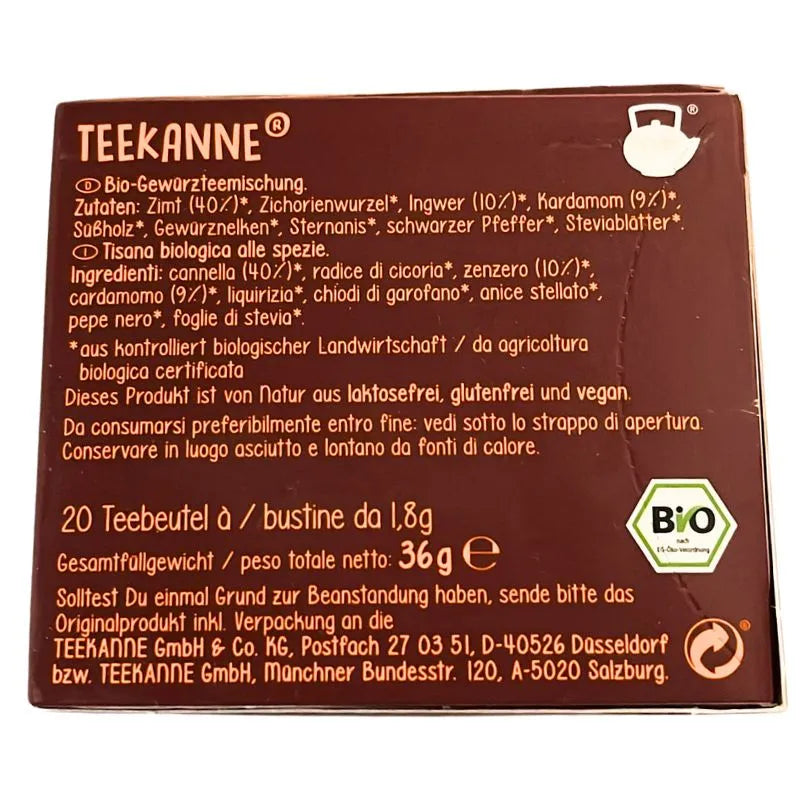 TEEKANNE®
®
D Bio-Gewürzteemischung.
Zutaten: Zimt (40%)*, Zichorienwurzel*, Ingwer (10%)*, Kardamom (9%)*,
Süßholz*, Gewürznelken*, Sternanis*, schwarzer Pfeffer*, Steviablätter*.
I Tisana biologica alle spezie.
Ingredienti: cannella (40%)*, radice di cicoria*, zenzero (10%)*,
cardamomo (9%)*, liquirizia*, chiodi di garofano*, anice stellato*,
pepe nero*, foglie di stevia*.
*aus kontrolliert biologischer Landwirtschaft / da agricoltura
biologica certificata
Dieses Produkt ist von Natur aus laktosefrei, glutenfrei und vegan.
Da consumarsi preferibilmente entro fine: vedi sotto lo strappo di apertura.
Conservare in luogo asciutto e lontano da fonti di calore.
20 Teebeutel à / bustine da 1,8g
Gesamtfüllgewicht / peso totale netto: 36g e
Bio
nach
EG-Öko-Verordnung
Solltest Du einmal Grund zur Beanstandung haben, sende bitte das
Originalprodukt inkl. Verpackung an die
TEEKANNE GmbH & Co. KG, Postfach 27 03 51, D-40526 Düsseldorf
bzw. TEEKANNE GmbH, Münchner Bundesstr. 120, A-5020 Salzburg.